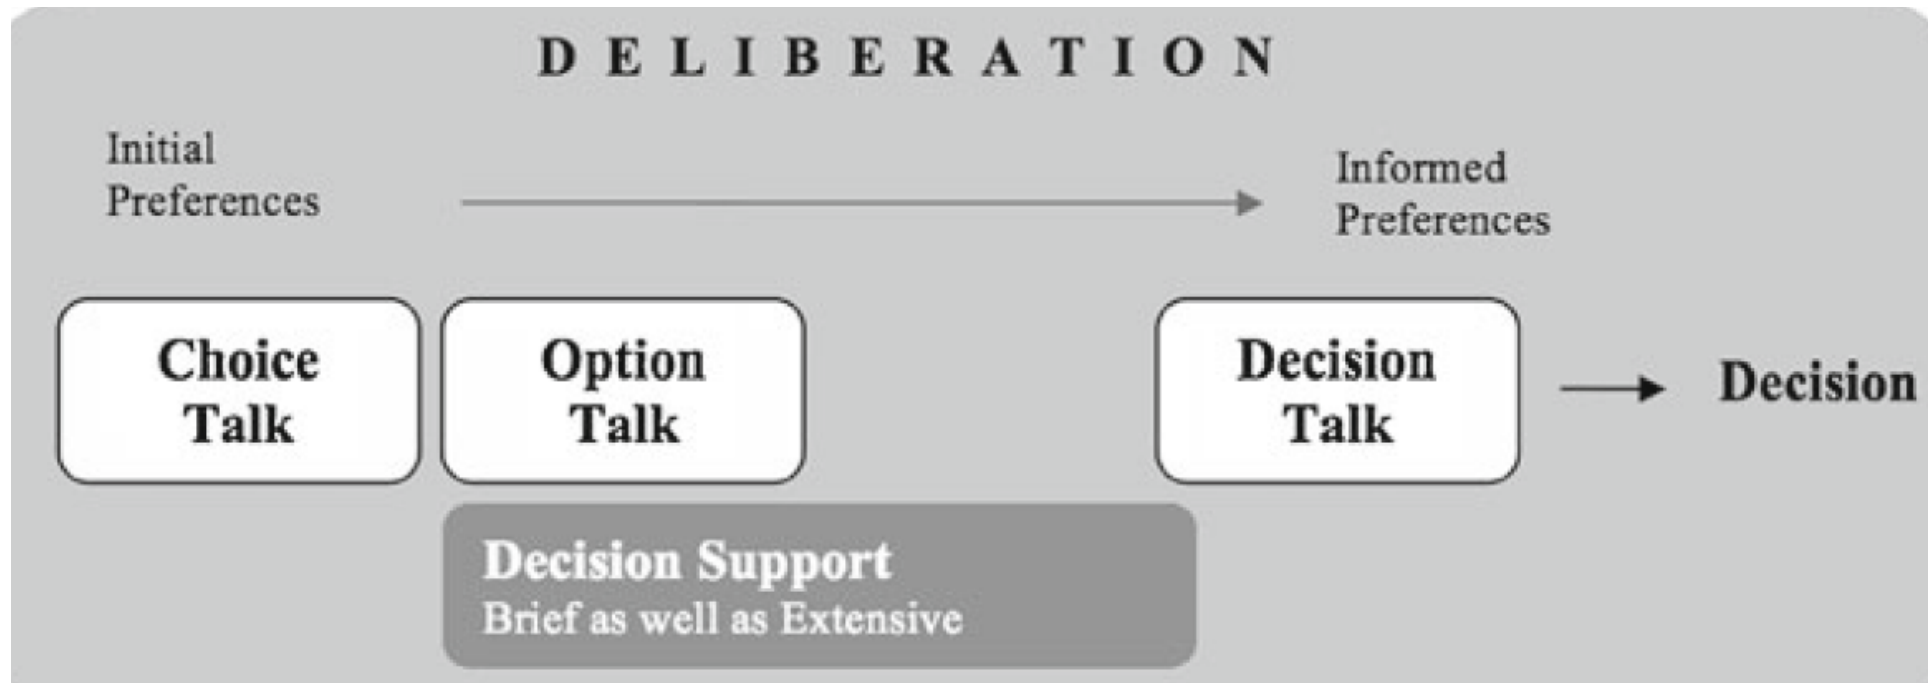 DELIBERATION
Initial
Preferences
Informed
Preferences
Choice
Talk
Option
Talk
Decision
Talk
Decision
Decision Support
Brief as well as Extensive